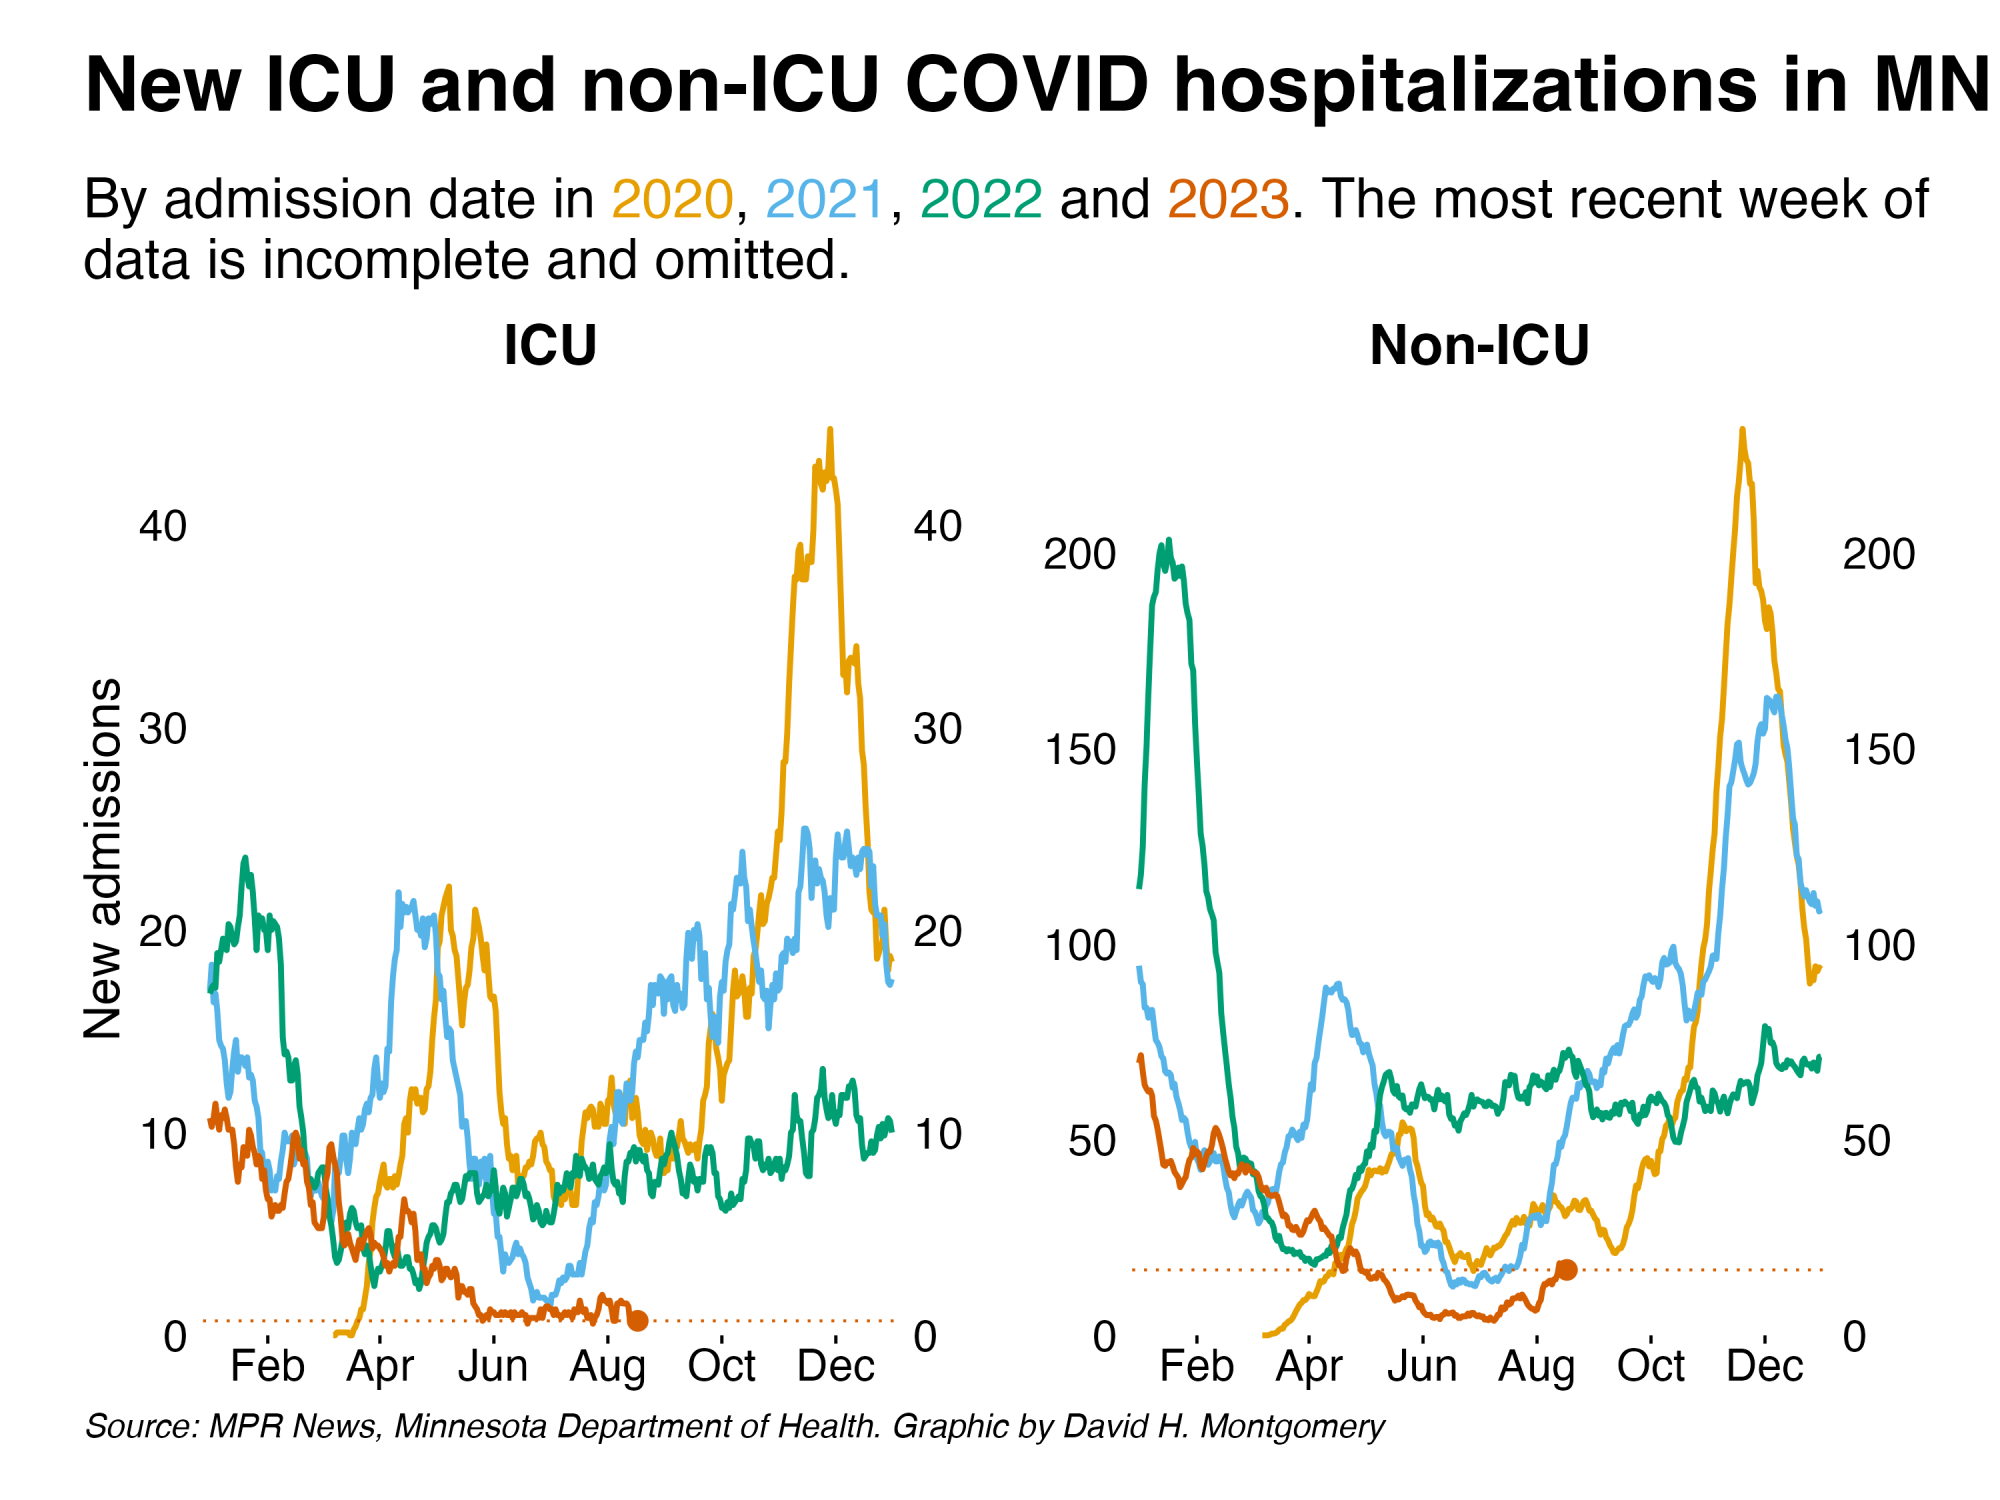 New ICU and non-ICU COVID hospitalizations in MN
By admission date in 2020, 2021, 2022 and 2023. The most recent week of
data is incomplete and omitted.
ICU
New admissions
40
30
20
10
0
40
30
20
10
0
Feb Apr Jun Aug Oct Dec
Non-ICU
200
150
100
50
0
200
150
100
50
0
Feb Apr Jun Aug Oct Dec
Source: MPR News, Minnesota Department of Health. Graphic by David H. Montgomery